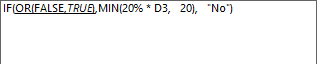 IF(OR(FALSE,TRUE),MIN(20% * D3, 20), "No")